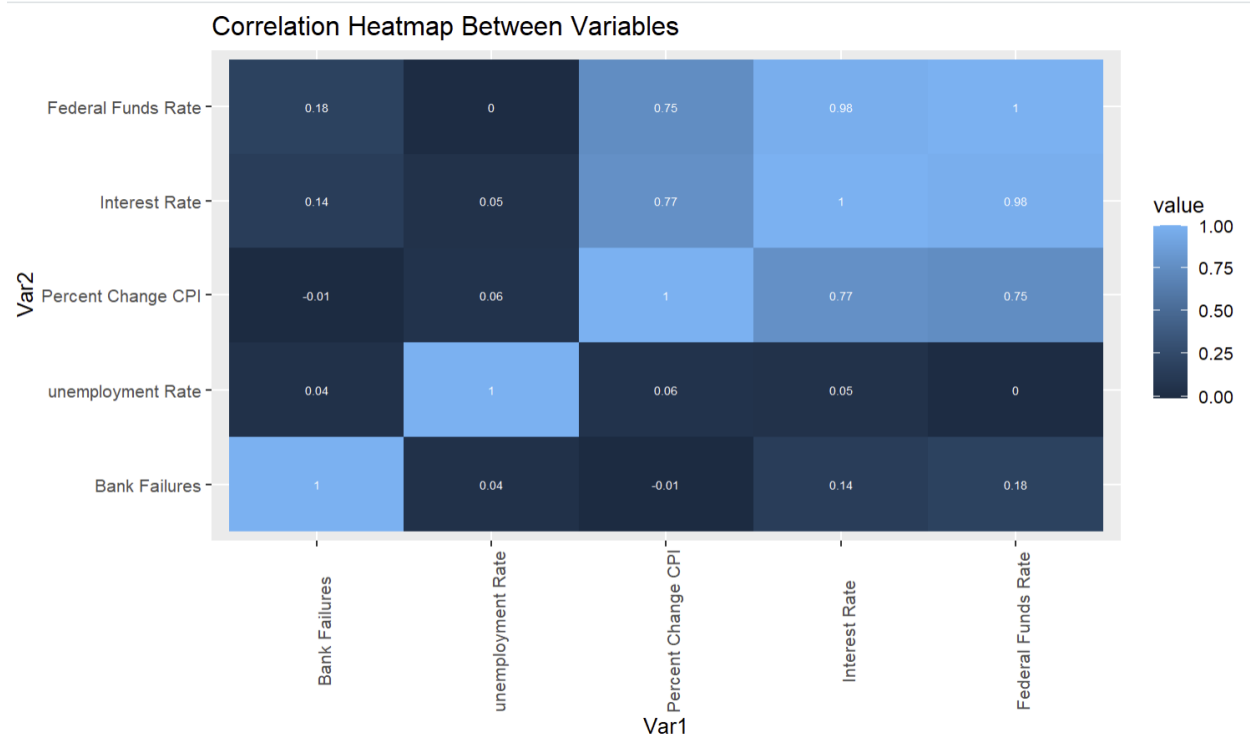 Correlation Heatmap Between Variables
Var2
Federal Funds Rate
0.18
0
0.75
0.98
1
Interest Rate
0.14
0.05
0.77
1
0.98
Percent Change CPI
-0.01
0.06
1
0.77
0.75
unemployment Rate
0.04
1
0.06
0.05
0
Bank Failures
1
0.04
-0.01
0.14
0.18
Bank Failures
unemployment Rate
Percent Change CPI
Interest Rate
Federal Funds Rate
Var1
value
1.00
0.75
0.50
0.25
0.00